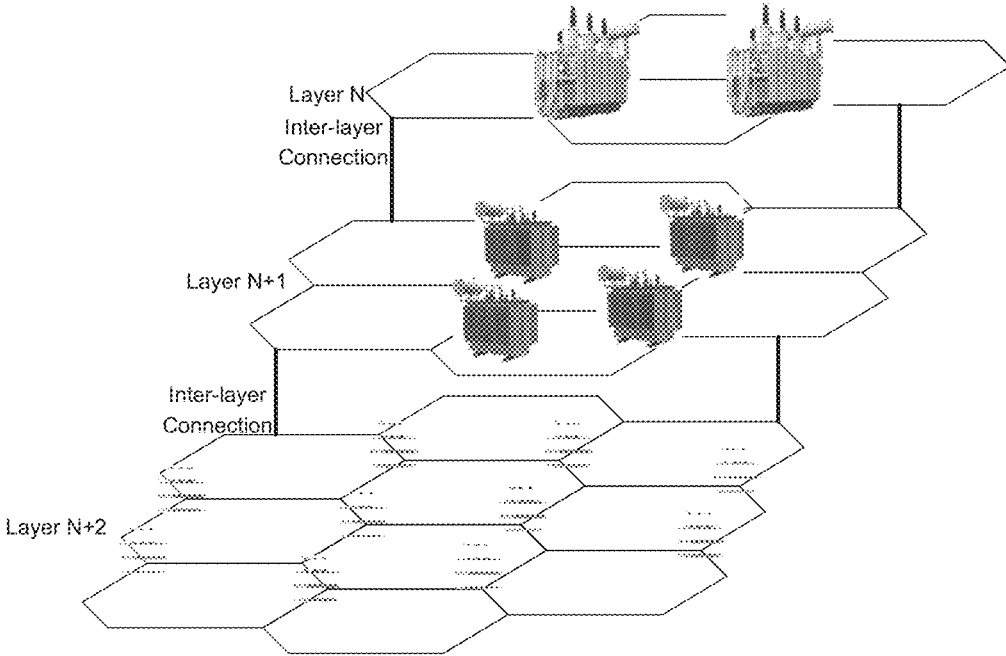 Layer N
Inter-layer
Connection
Layer N+1
Inter-layer
Connection
Layer N+2